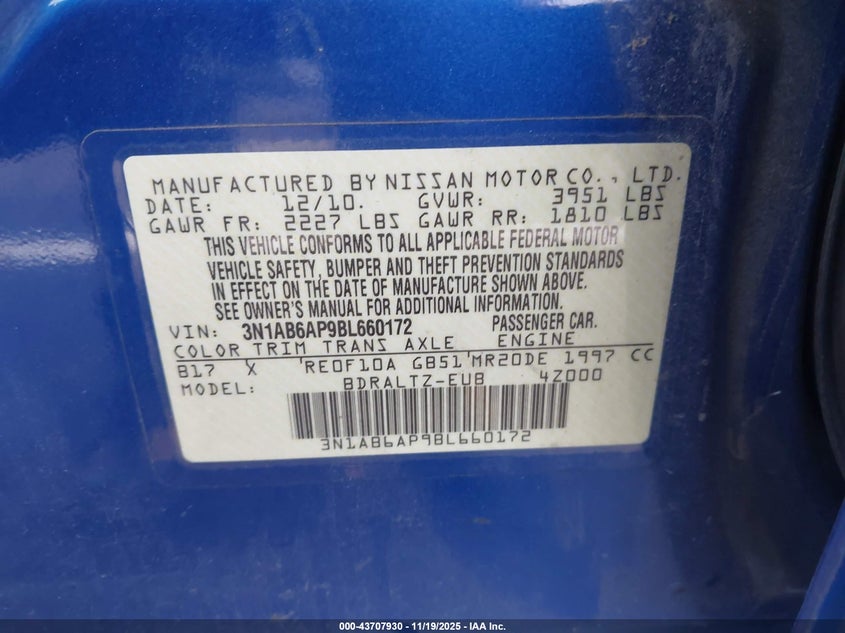 MANUFACTURED BY NISSAN MOTOR CO., LTD.
DATE: 12/10. GVWR: 3951 LBS
GAWR FR: 2227 LBS GAWR RR: 1810 LBS
THIS VEHICLE CONFORMS TO ALL APPLICABLE FEDERAL MOTOR
VEHICLE SAFETY, BUMPER AND THEFT PREVENTION STANDARDS
IN EFFECT ON THE DATE OF MANUFACTURE SHOWN ABOVE.
SEE OWNER'S MANUAL FOR ADDITIONAL INFORMATION.
VIN: 3N1AB6AP9BL660172 PASSENGER CAR.
COLOR TRIM TRANS AXLE ENGINE
B17 X RE0F10A GB51 MR20DE 1997 CC
MODEL: BDRALTZ-EUB 4Z000
3N1AB6AP9BL660172
000-43707930 - 11/19/2025 - IAA Inc.